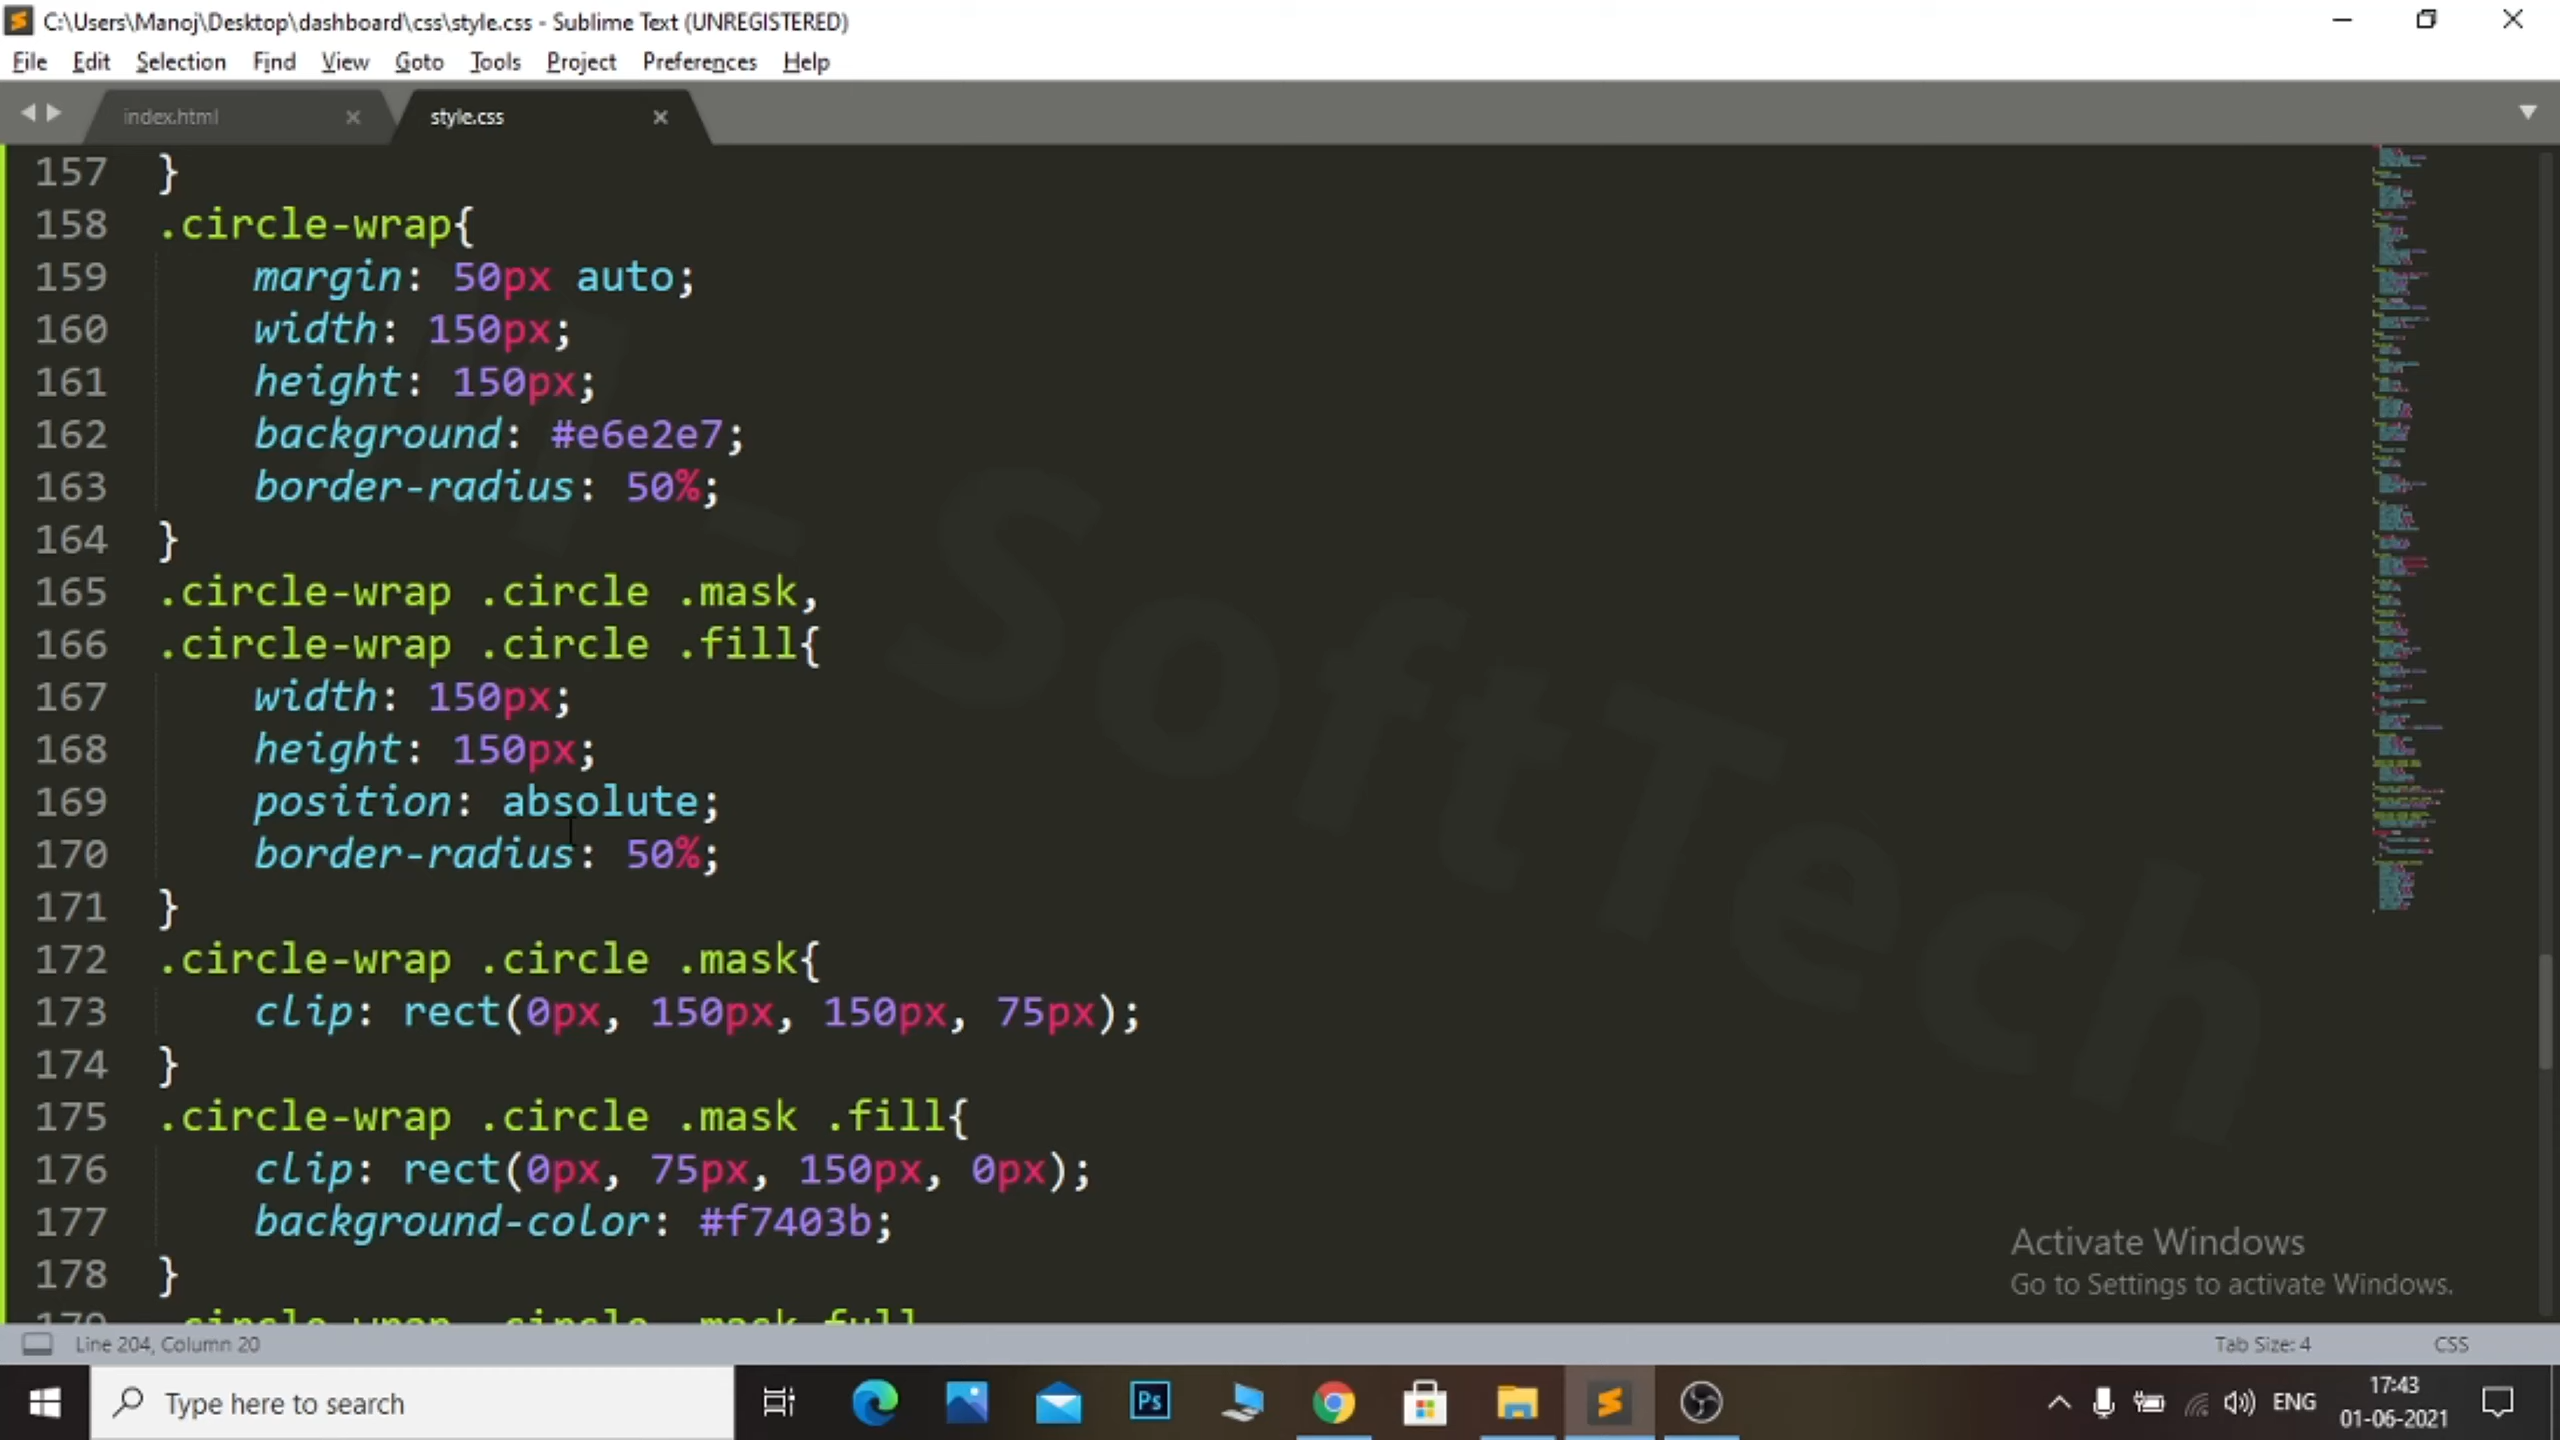 C:\Users\Manoj\Desktop\dashboard\css\style.css - Sublime Text (UNREGISTERED)
File Edit Selection Find View Goto Tools Project Preferences Help
index.html style.css
157 }
158 .circle-wrap{
159 margin: 50px auto;
160 width: 150px;
161 height: 150px;
162 background: #e6e2e7;
163 border-radius: 50%;
164 }
165 .circle-wrap .circle .mask,
166 .circle-wrap .circle .fill{
167 width: 150px;
168 height: 150px;
169 position: absolute;
170 border-radius: 50%;
171 }
172 .circle-wrap .circle .mask{
173 clip: rect(0px, 150px, 150px, 75px);
174 }
175 .circle-wrap .circle .mask .fill{
176 clip: rect(0px, 75px, 150px, 0px);
177 background-color: #f7403b;
178 }
M - SoftTech
Activate Windows
Go to Settings to activate Windows.
Line 204, Column 20 Tab Size: 4 CSS
Type here to search
Ps
ENG
17:43
01-06-2021